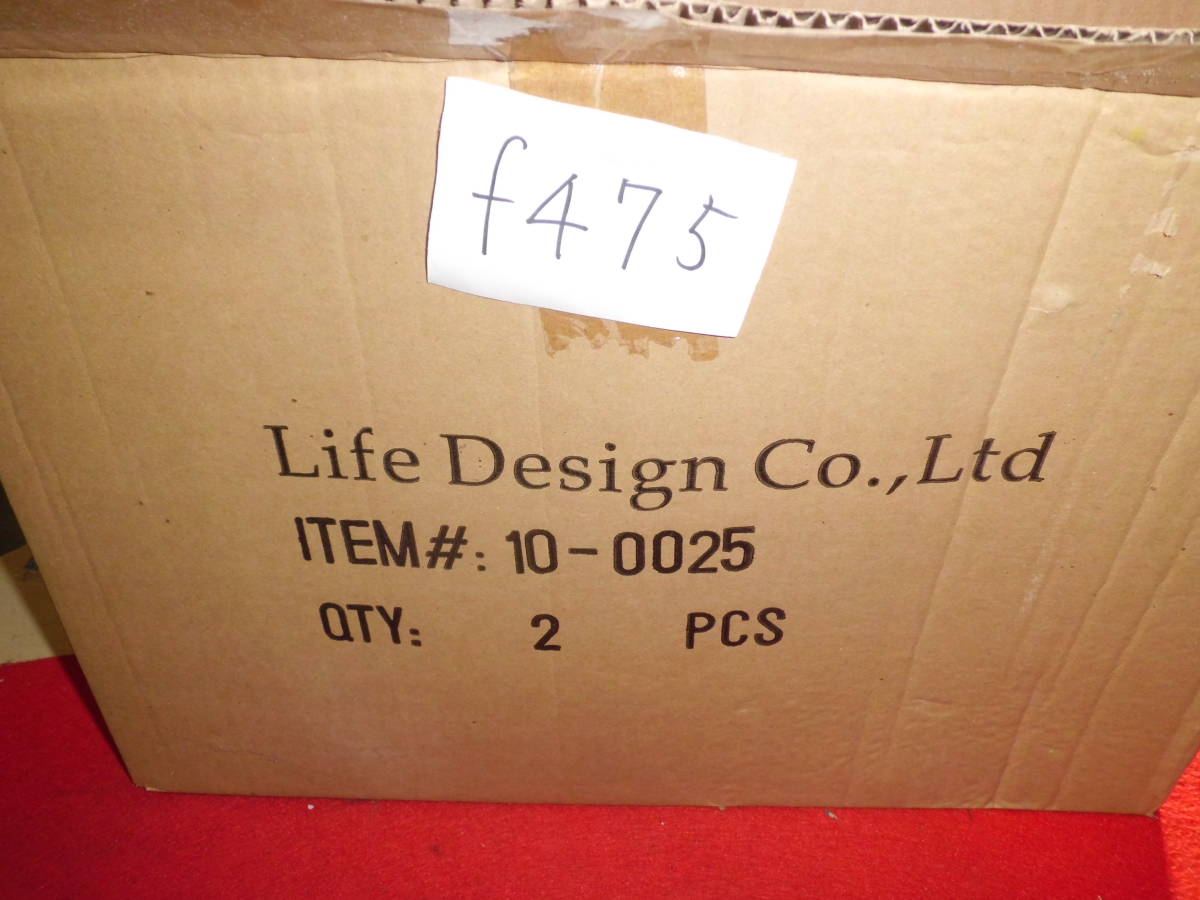 f475
Life Design Co.,Ltd
ITEM#: 10-0025
QTY: 2 PCS